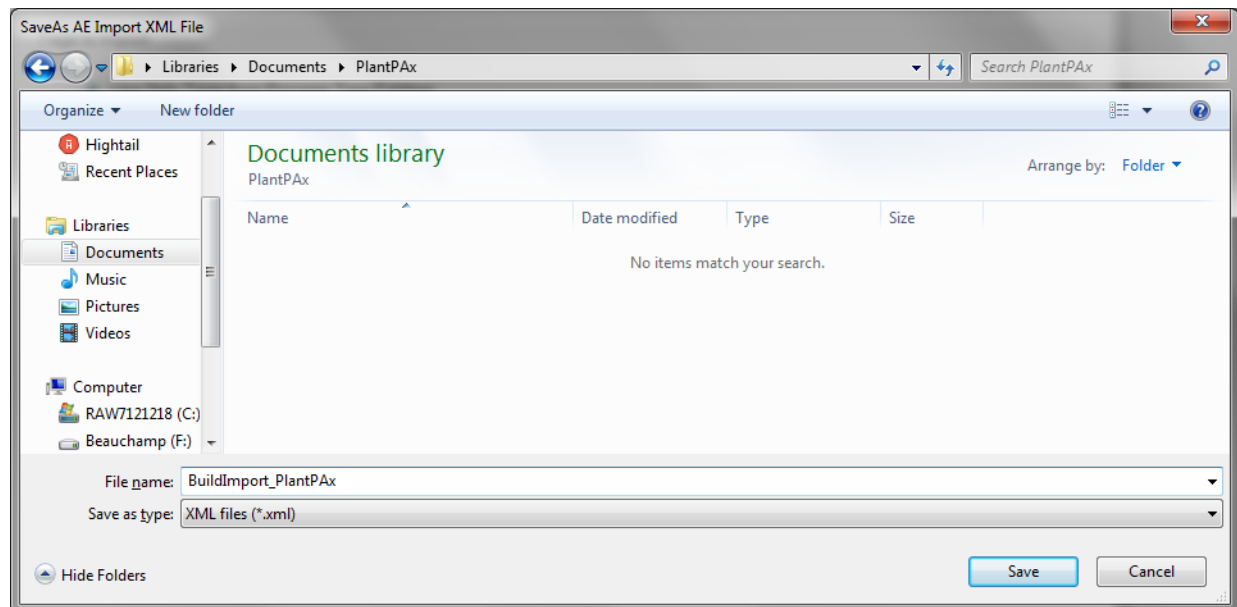 SaveAs AE Import XML File
Libraries Documents PlantPAx
Search PlantPAx
Organize New folder
Hightail
Recent Places
Libraries
Documents
Music
Pictures
Videos
Computer
RAW7121218 (C:)
Beauchamp (F:)
Documents library
PlantPAx
Arrange by: Folder
Name Date modified Type Size
No items match your search.
File name: BuildImport_PlantPAx
Save as type: XML files (*.xml)
Hide Folders
Save Cancel